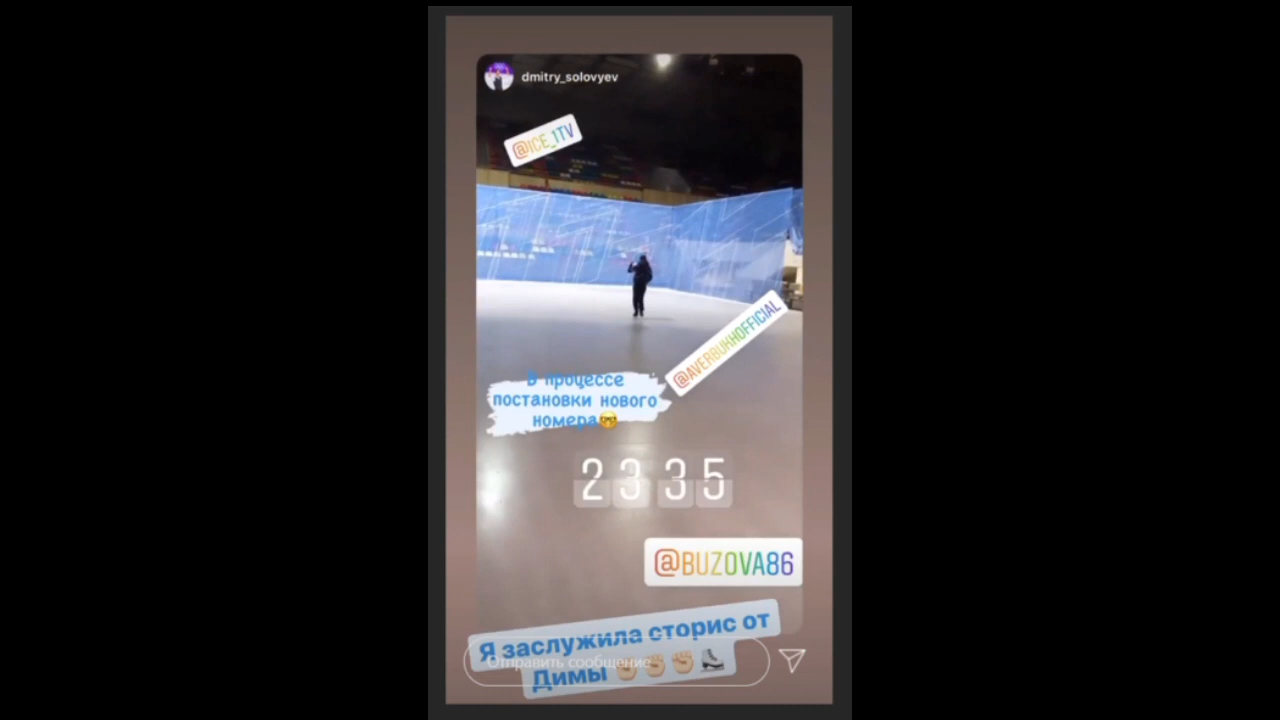 dmitry_solovyev
@ICE_1TV
@AVERBUKHOFFICIAL
В процессе
постановки нового
номера🤓
23 35
@BUZOVA86
Я заслужила сторис от
Димы ✊🏼✊🏼✊🏼⛸️
Отправить сообщение